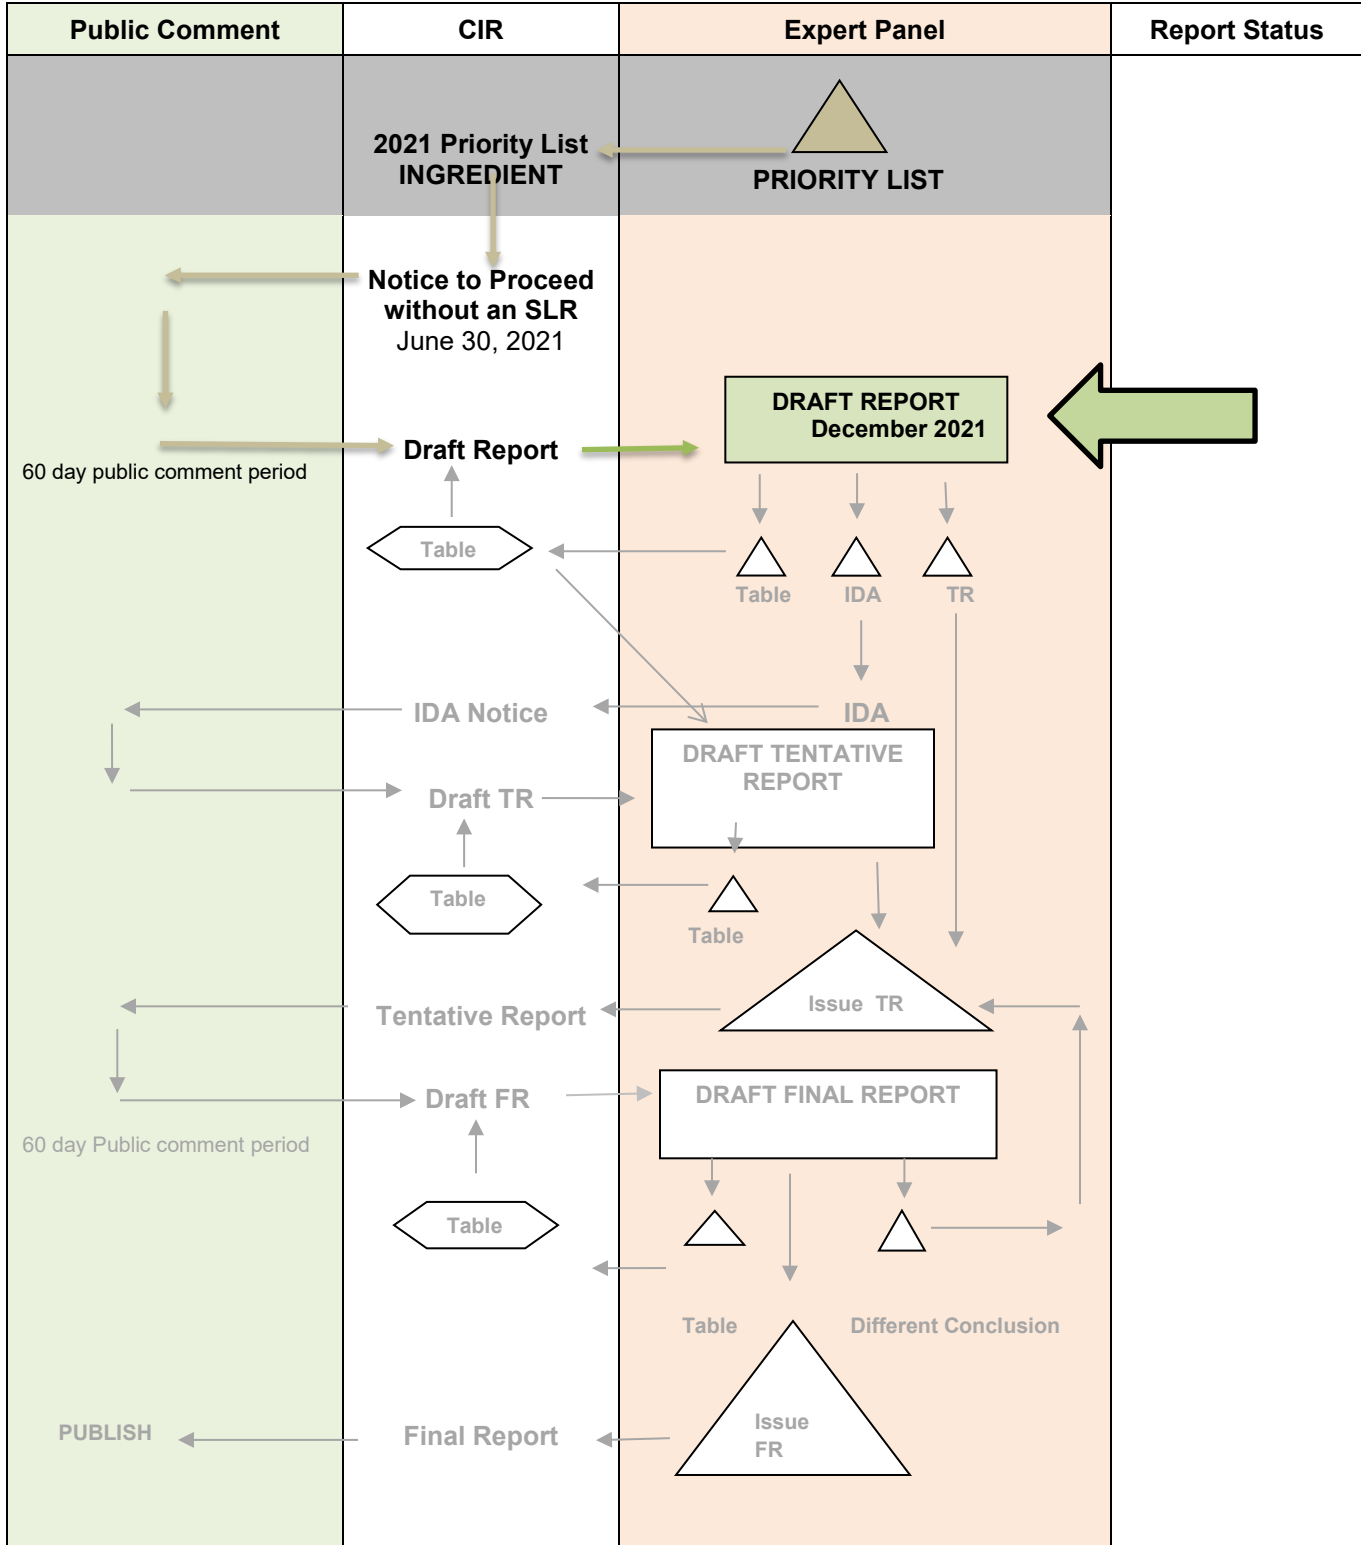 Public Comment
CIR
Expert Panel
Report Status
2021 Priority List
INGREDIENT
PRIORITY LIST
Notice to Proceed
without an SLR
June 30, 2021
DRAFT REPORT
December 2021
Draft Report
60 day public comment period
Table
Table
IDA
TR
IDA Notice
IDA
DRAFT TENTATIVE
REPORT
Draft TR
Table
Table
Issue TR
Tentative Report
DRAFT FINAL REPORT
Draft FR
60 day Public comment period
Table
Table
Different Conclusion
Issue
FR
PUBLISH
Final Report